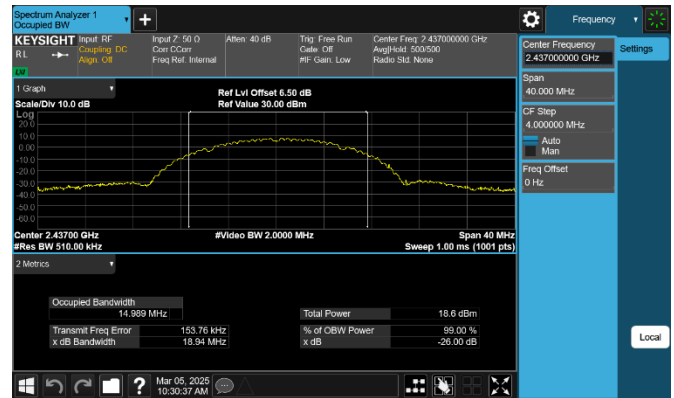 Spectrum Analyzer 1
Occupied BW
Frequency
KEYSIGHT
R L
LXI
Input: RF
Coupling: DC
Align: Off
Input Z: 50 Ω
Corr CCorr
Freq Ref: Internal
Atten: 40 dB
Trig: Free Run
Gate: Off
#IF Gain: Low
Center Freq: 2.437000000 GHz
Avg|Hold: 500/500
Radio Std: None
Center Frequency
2.437000000 GHz
Settings
Span
40.000 MHz
CF Step
4.000000 MHz
Auto
Man
Freq Offset
0 Hz
Local
1 Graph
Scale/Div 10.0 dB
Ref Lvl Offset 6.50 dB
Ref Value 30.00 dBm
Log
20.0
10.0
0.00
-10.0
-20.0
-30.0
-40.0
-50.0
-60.0
Center 2.43700 GHz
#Video BW 2.0000 MHz
Span 40 MHz
#Res BW 510.00 kHz
Sweep 1.00 ms (1001 pts)
2 Metrics
Occupied Bandwidth
14.989 MHz
Total Power 18.6 dBm
Transmit Freq Error 153.76 kHz
% of OBW Power 99.00 %
x dB Bandwidth 18.94 MHz
x dB -26.00 dB
?
Mar 05, 2025
10:30:37 AM